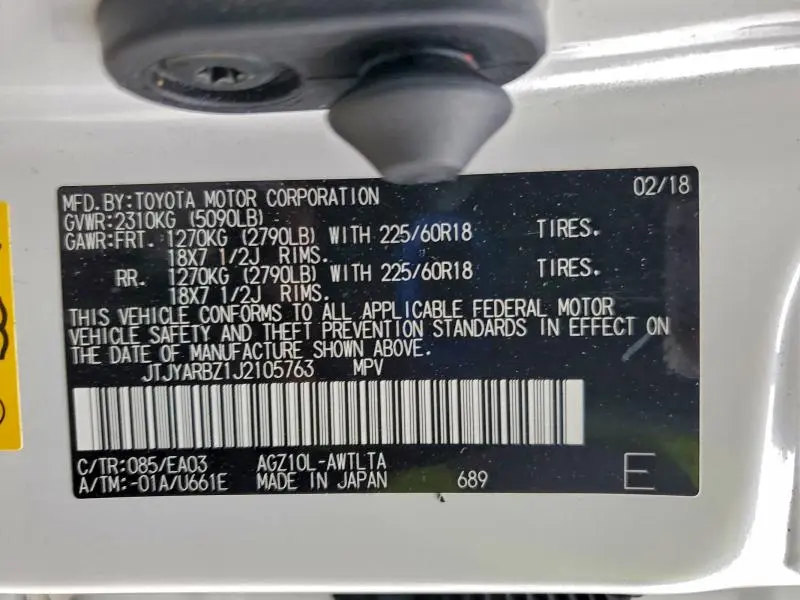 MFD.BY:TOYOTA MOTOR CORPORATION 02/18
GVWR:2310KG (5090LB)
GAWR:FRT. 1270KG (2790LB) WITH 225/60R18 TIRES.
18X7 1/2J RIMS.
RR. 1270KG (2790LB) WITH 225/60R18 TIRES.
18X7 1/2J RIMS.
THIS VEHICLE CONFORMS TO ALL APPLICABLE FEDERAL MOTOR
VEHICLE SAFETY AND THEFT PREVENTION STANDARDS IN EFFECT ON
THE DATE OF MANUFACTURE SHOWN ABOVE.
JTJYARBZ1J2105763 MPV
C/TR:085/EA03 AGZ10L-AWTLTA
A/TM:-01A/U661E MADE IN JAPAN 689 E